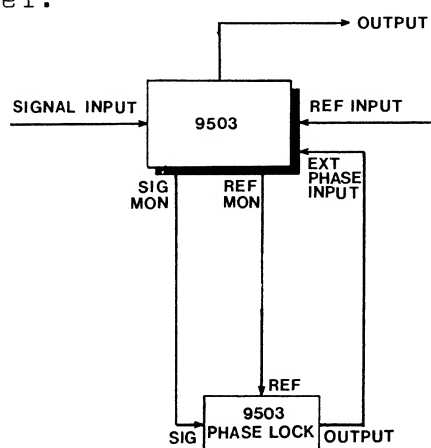 OUTPUT
SIGNAL INPUT
9503
REF INPUT
EXT
PHASE
INPUT
SIG
MON
REF
MON
REF
9503
PHASE LOCK
SIG
OUTPUT